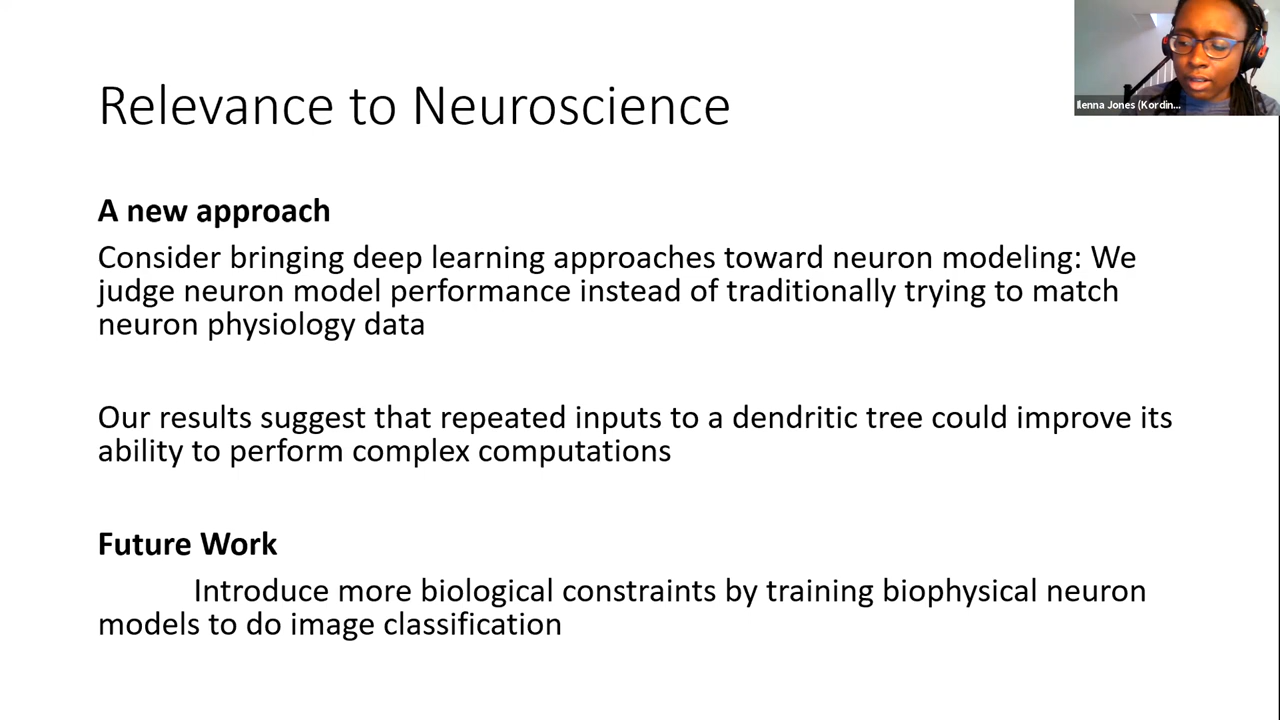 Relevance to Neuroscience
Ilenna Jones (Kordin...
A new approach
Consider bringing deep learning approaches toward neuron modeling: We
judge neuron model performance instead of traditionally trying to match
neuron physiology data
Our results suggest that repeated inputs to a dendritic tree could improve its
ability to perform complex computations
Future Work
Introduce more biological constraints by training biophysical neuron
models to do image classification